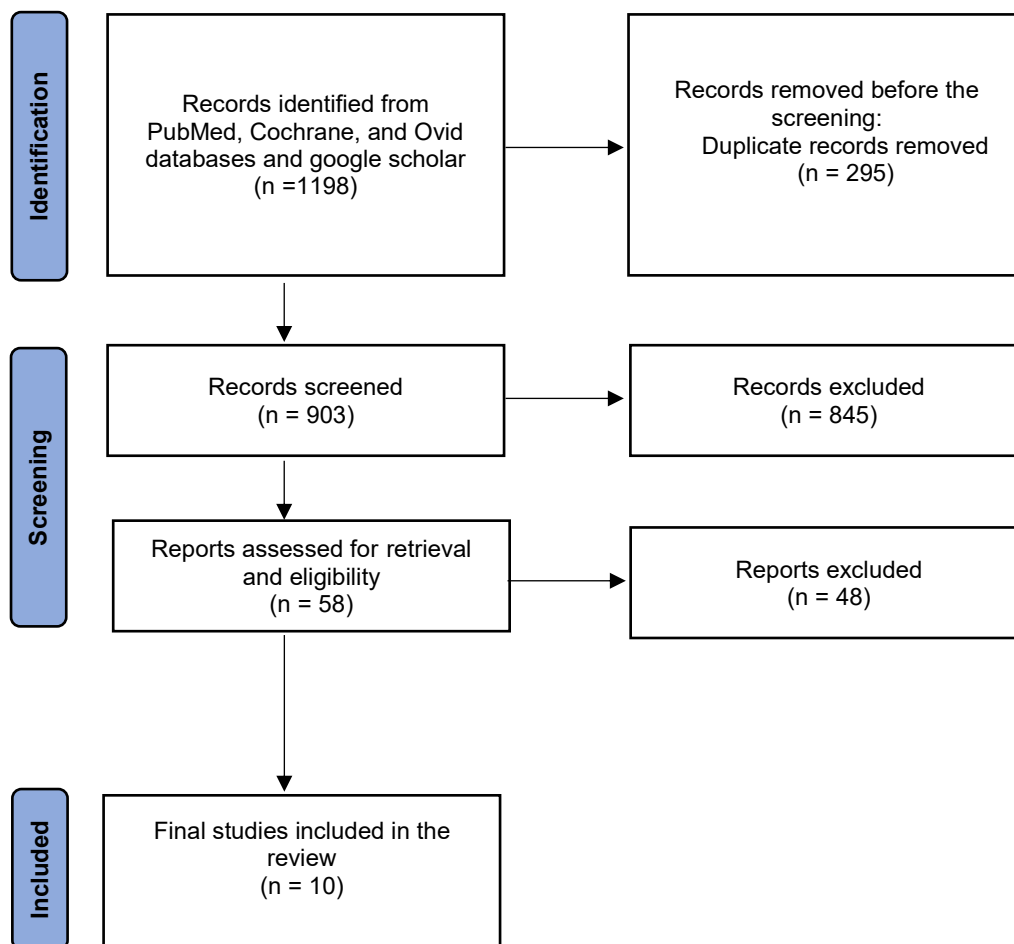 Identification
Records identified from
PubMed, Cochrane, and Ovid
databases and google scholar
(n =1198)
Records removed before the
screening:
Duplicate records removed
(n = 295)
Screening
Records screened
(n = 903)
Records excluded
(n = 845)
Reports assessed for retrieval
and eligibility
(n = 58)
Reports excluded
(n = 48)
Included
Final studies included in the
review
(n = 10)